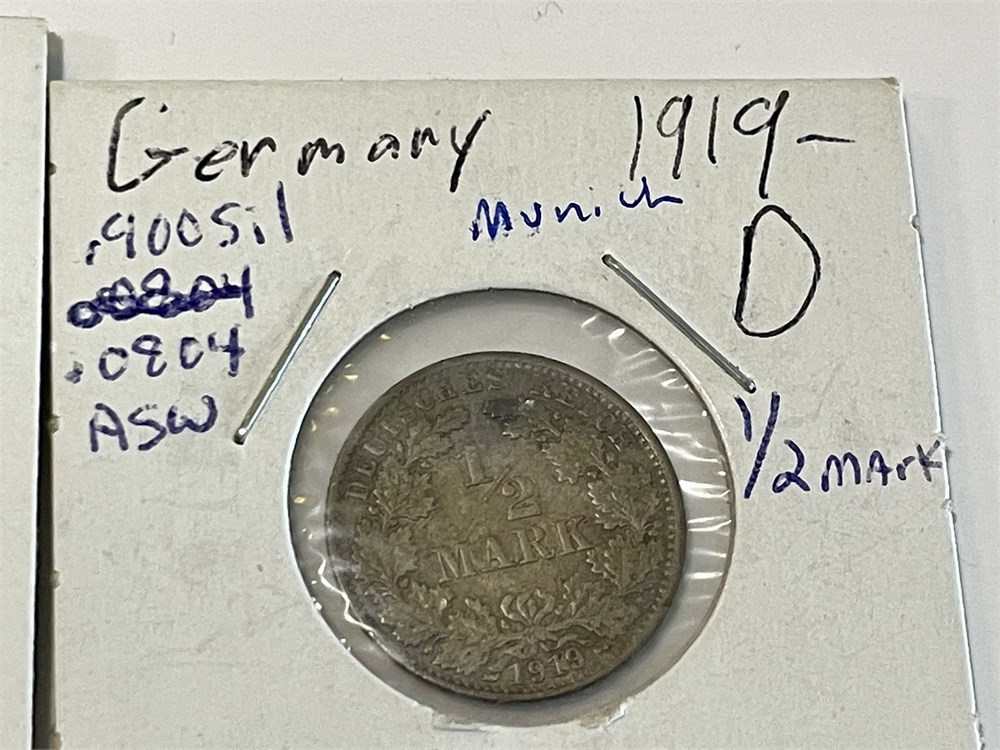 Germany 1919-
D
.900 Sil
Munich
.0804
ASW
1/2 MArk
DEUTSCHES REICH
1/2
MARK
1919